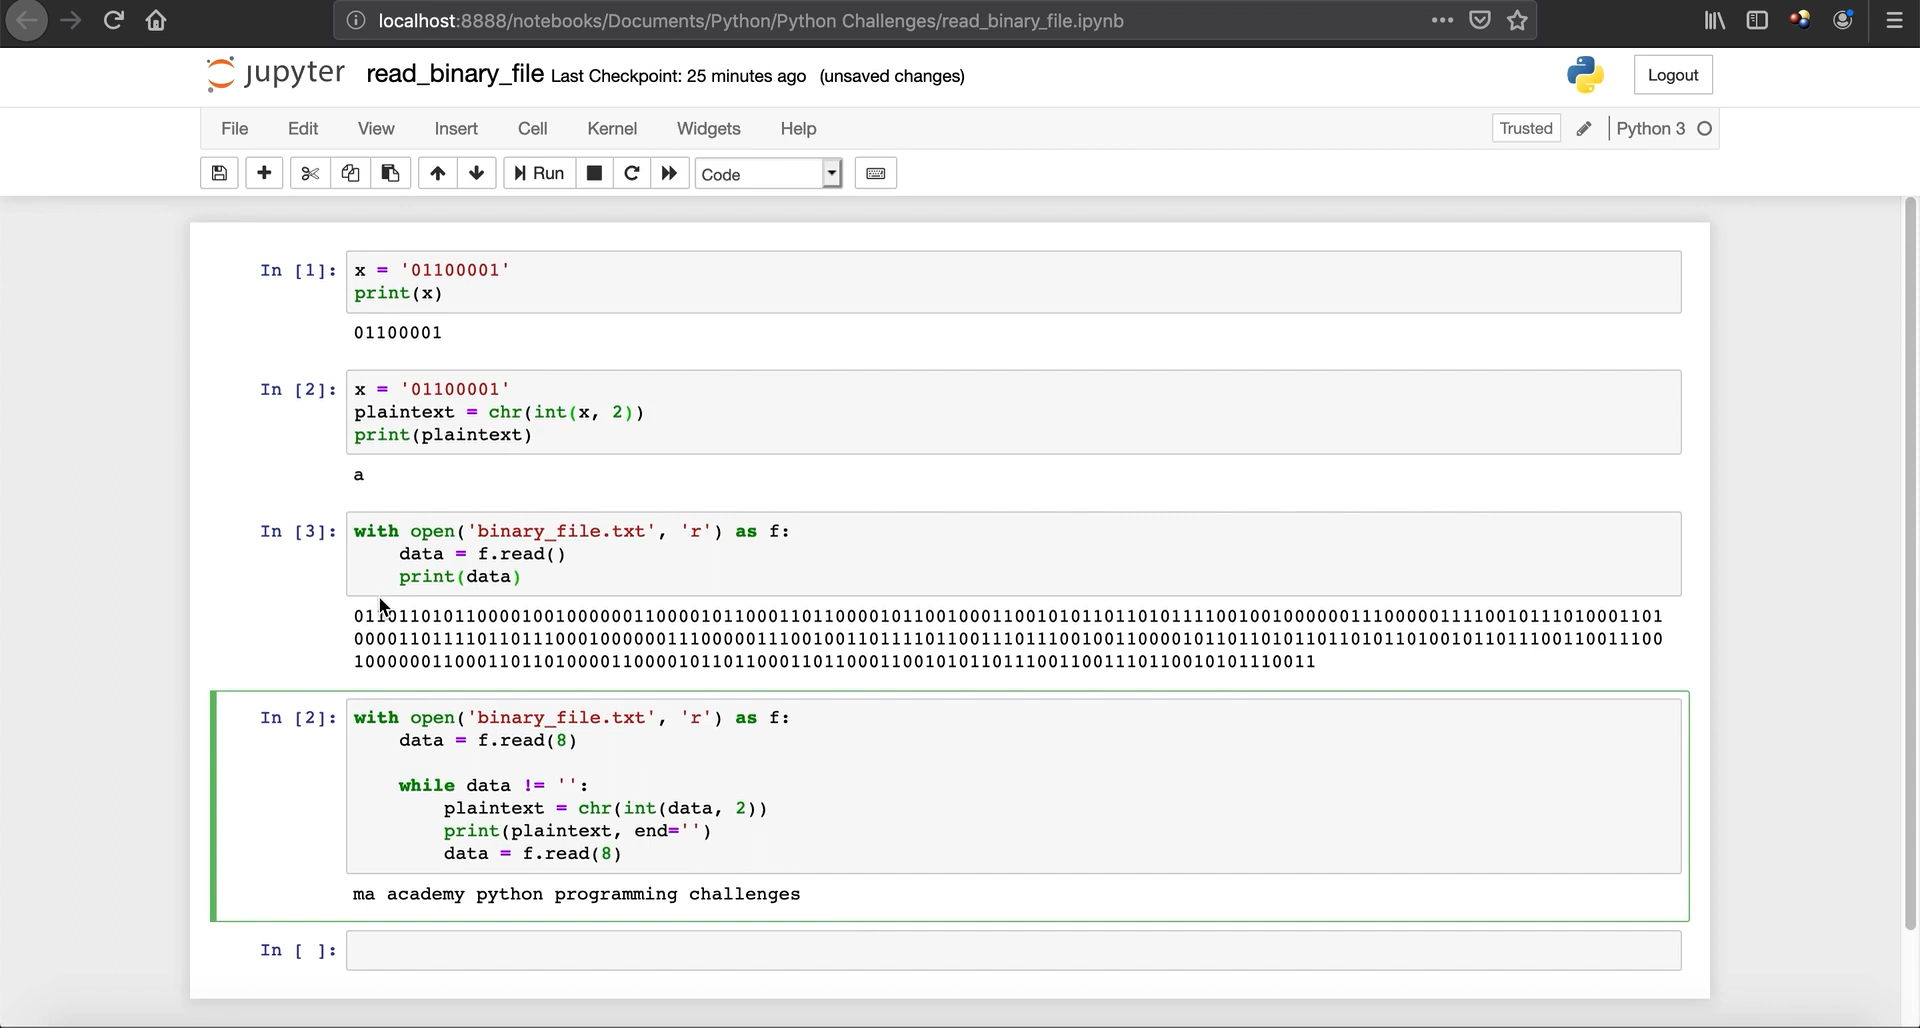 localhost:8888/notebooks/Documents/Python/Python Challenges/read_binary_file.ipynb
jupyter read_binary_file Last Checkpoint: 25 minutes ago (unsaved changes) Logout
File Edit View Insert Cell Kernel Widgets Help Trusted Python 3
Run Code
In [1]: x = '01100001'
print(x)
01100001
In [2]: x = '01100001'
plaintext = chr(int(x, 2))
print(plaintext)
a
In [3]: with open('binary_file.txt', 'r') as f:
data = f.read()
print(data)
011011010110000100100000011000010110001101100001011001000110010101101101011110010010000001110000011110010111010001101
000011011110110111000100000011100000111001001101111011001110111001001100001011011010110110101101001011011100110011100
10000001100011011010000110000101101100011011000110010101101110011001110110010101110011
In [2]: with open('binary_file.txt', 'r') as f:
data = f.read(8)
while data != '':
plaintext = chr(int(data, 2))
print(plaintext, end='')
data = f.read(8)
ma academy python programming challenges
In [ ]: